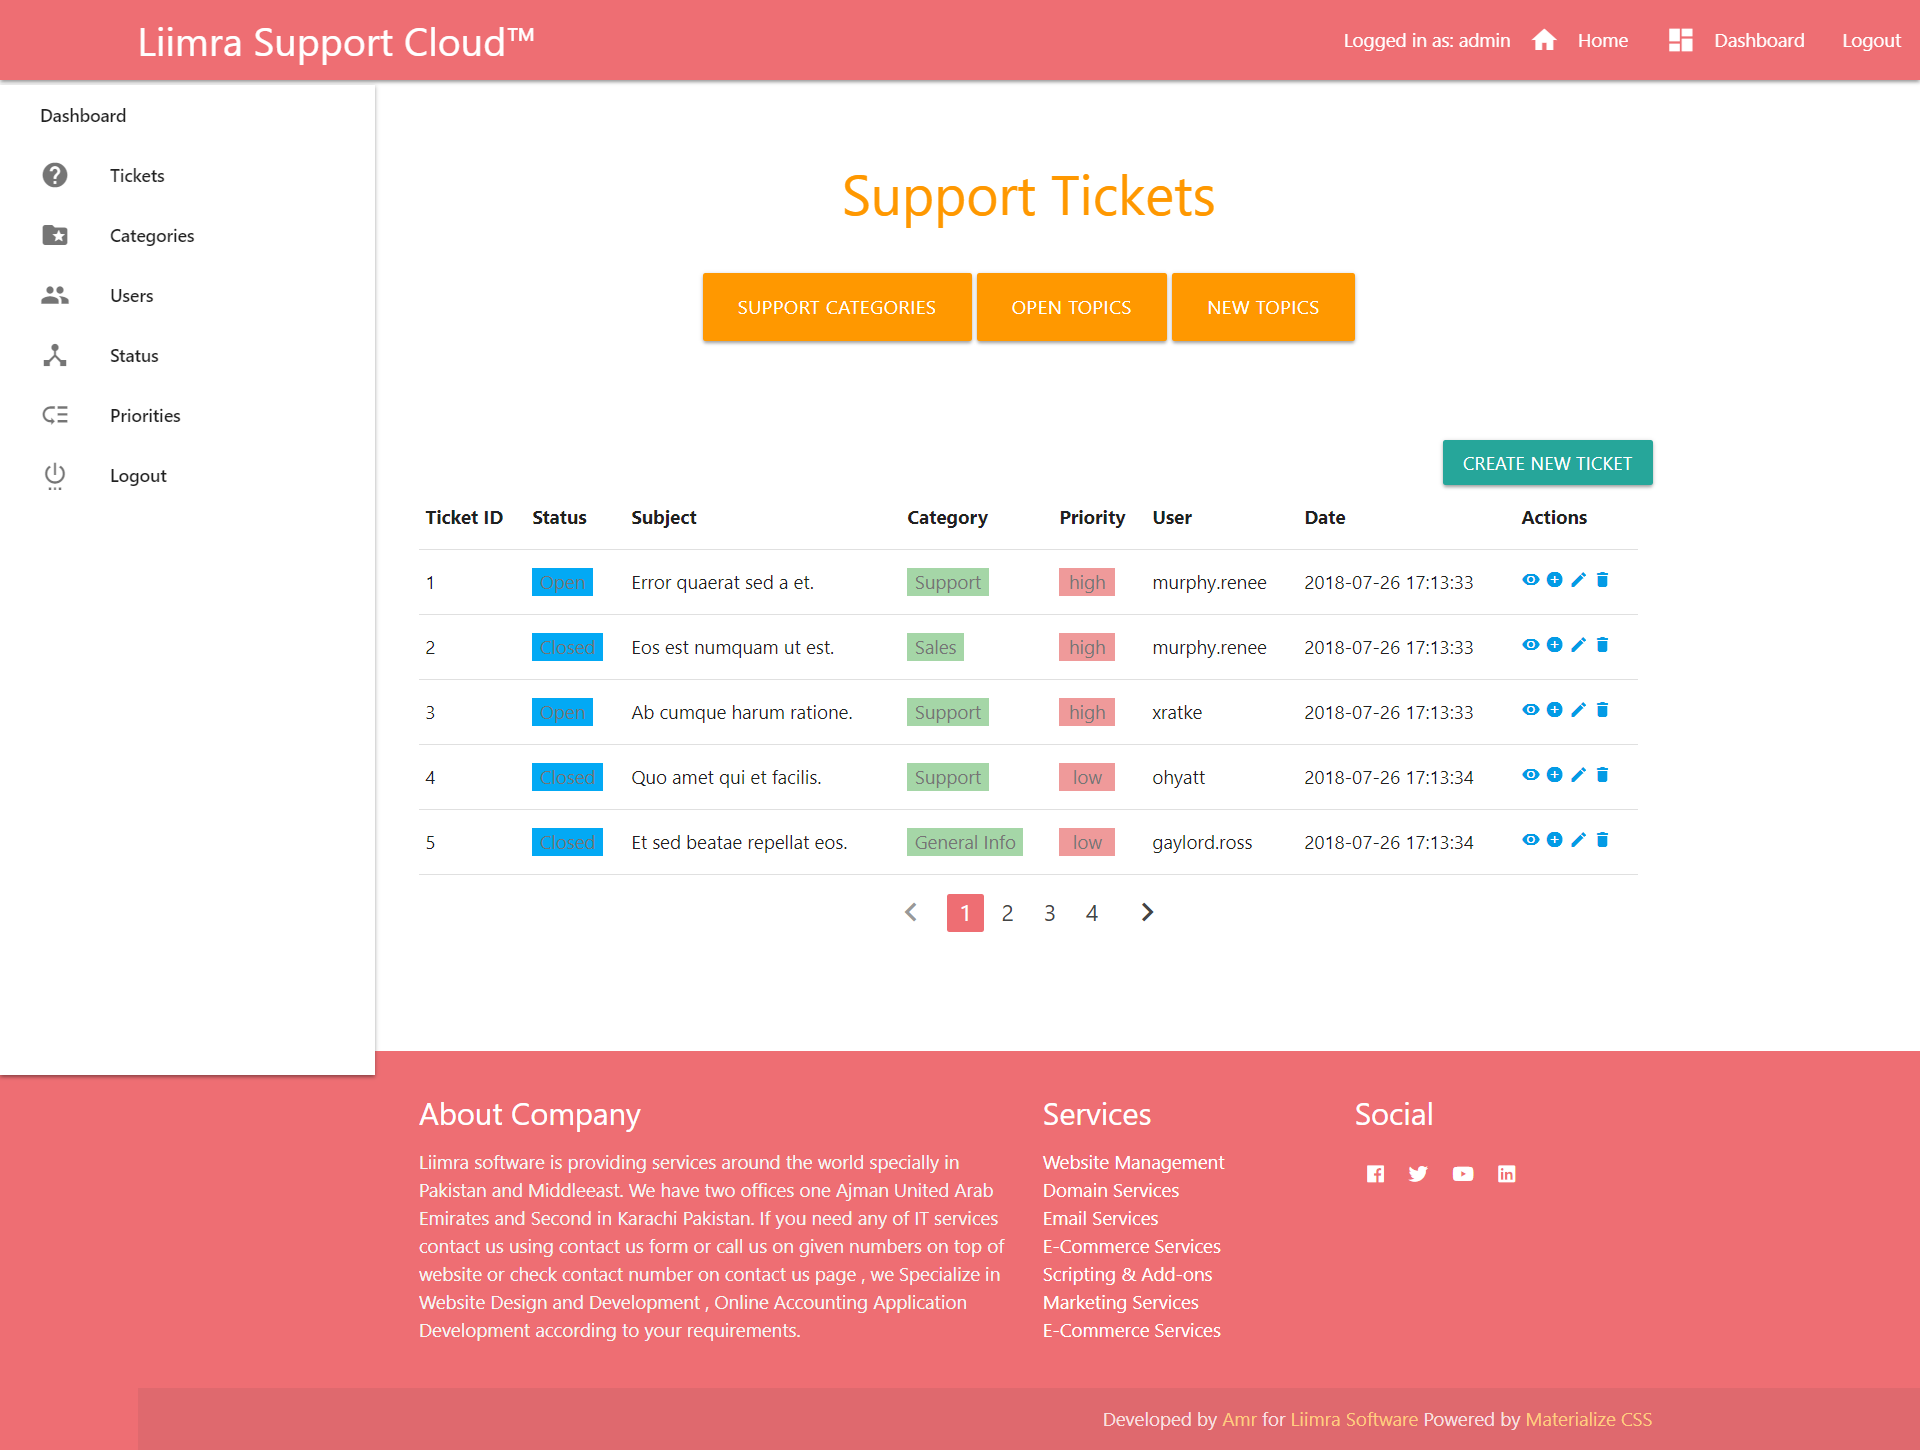 Liimra Support Cloud™
Logged in as: admin
Home
Dashboard
Logout
Dashboard
Tickets
Categories
Users
Status
Priorities
Logout
Support Tickets
SUPPORT CATEGORIES
OPEN TOPICS
NEW TOPICS
CREATE NEW TICKET
Ticket ID Status Subject Category Priority User Date Actions
1 Open Error quaerat sed a et. Support high murphy.renee 2018-07-26 17:13:33
2 Closed Eos est numquam ut est. Sales high murphy.renee 2018-07-26 17:13:33
3 Open Ab cumque harum ratione. Support high xratke 2018-07-26 17:13:33
4 Closed Quo amet qui et facilis. Support low ohyatt 2018-07-26 17:13:34
5 Closed Et sed beatae repellat eos. General Info low gaylord.ross 2018-07-26 17:13:34
1 2 3 4
About Company
Liimra software is providing services around the world specially in
Pakistan and Middleeast. We have two offices one Ajman United Arab
Emirates and Second in Karachi Pakistan. If you need any of IT services
contact us using contact us form or call us on given numbers on top of
website or check contact number on contact us page , we Specialize in
Website Design and Development , Online Accounting Application
Development according to your requirements.
Services
Website Management
Domain Services
Email Services
E-Commerce Services
Scripting & Add-ons
Marketing Services
E-Commerce Services
Social
Developed by Amr for Liimra Software Powered by Materialize CSS